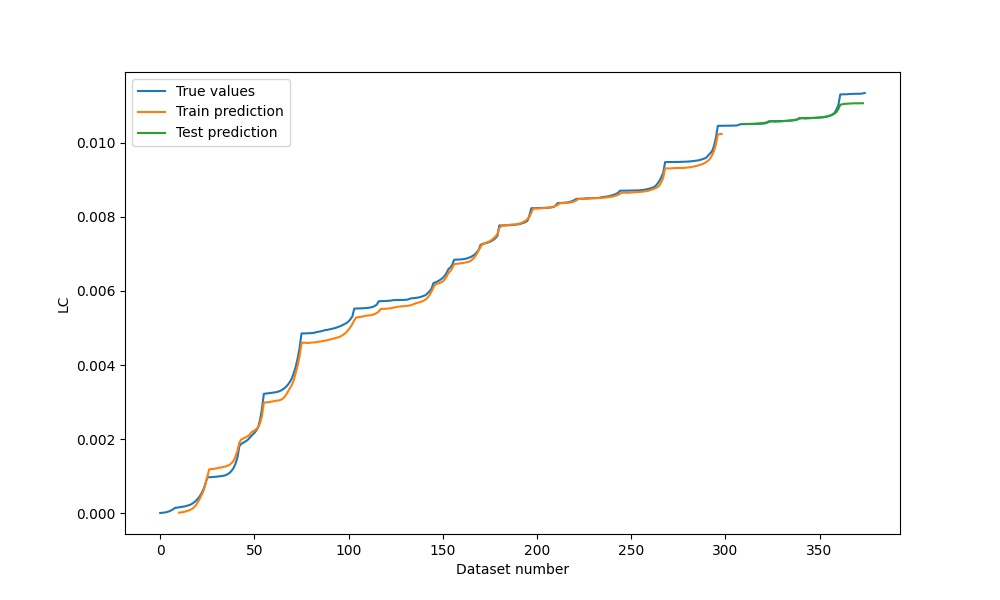 True values
Train prediction
Test prediction
0.010
0.008
0.006
0.004
0.002
0.000
LC
0 50 100 150 200 250 300 350
Dataset number